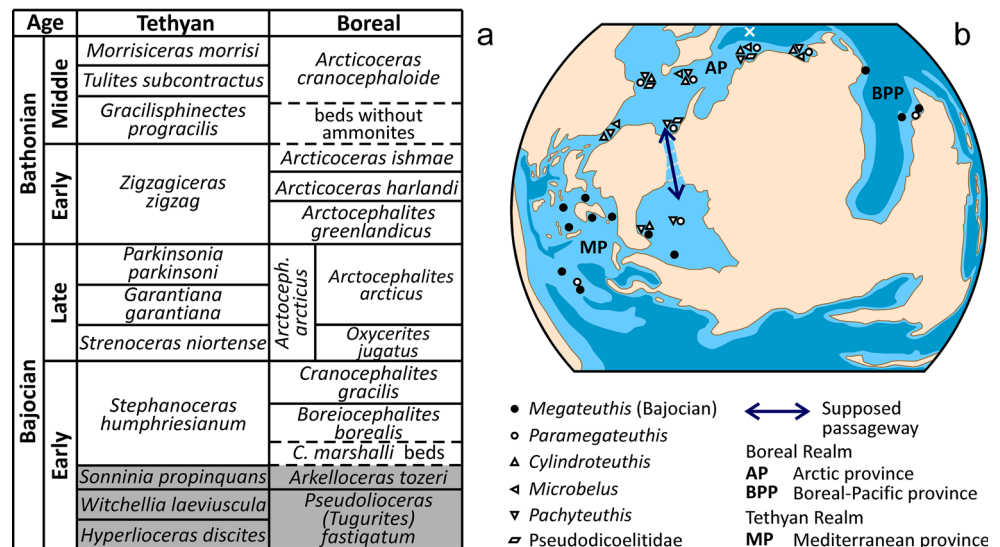 Age
Tethyan
Boreal
Bathonian
Middle
Morrisiceras morrisi
Tulites subcontractus
Gracilisphinectes
progracilis
Arcticoceras
cranocephaloide
beds without
ammonites
Early
Zigzagiceras
zigzag
Arcticoceras ishmae
Arcticoceras harlandi
Arctocephalites
greenlandicus
Bajocian
Late
Parkinsonia
parkinsoni
Garantiana
garantiana
Strenoceras niortense
Arctoceph.
arcticus
Arctocephalites
arcticus
Oxycerites
jugatus
Early
Stephanoceras
humphriesianum
Cranocephalites
gracilis
Boreiocephalites
borealis
C. marshalli beds
Sonninia propinquans
Arkelloceras tozeri
Witchellia laeviuscula
Hyperlioceras discites
Pseudolioceras
(Tugurites)
fastigatum
a
b
AP
BPP
MP
Megateuthis (Bajocian)
Paramegateuthis
Cylindroteuthis
Microbelus
Pachyteuthis
Pseudodicoelitidae
Supposed
passageway
Boreal Realm
AP Arctic province
BPP Boreal-Pacific province
Tethyan Realm
MP Mediterranean province